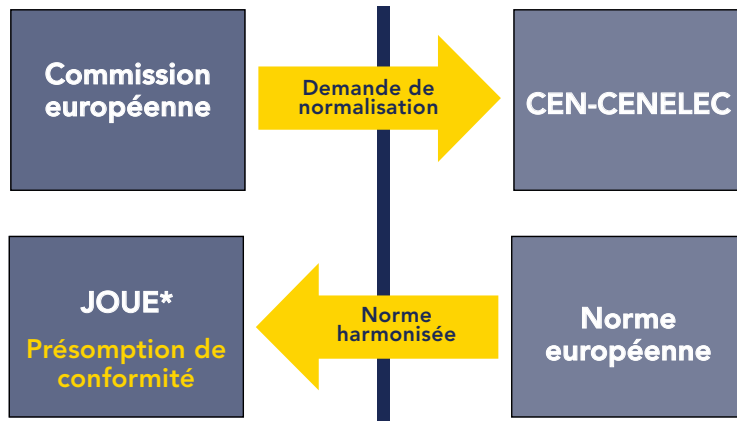 Commission
européenne
Demande de
normalisation
CEN-CENELEC
JOUE*
Présomption de
conformité
Norme
harmonisée
Norme
européenne